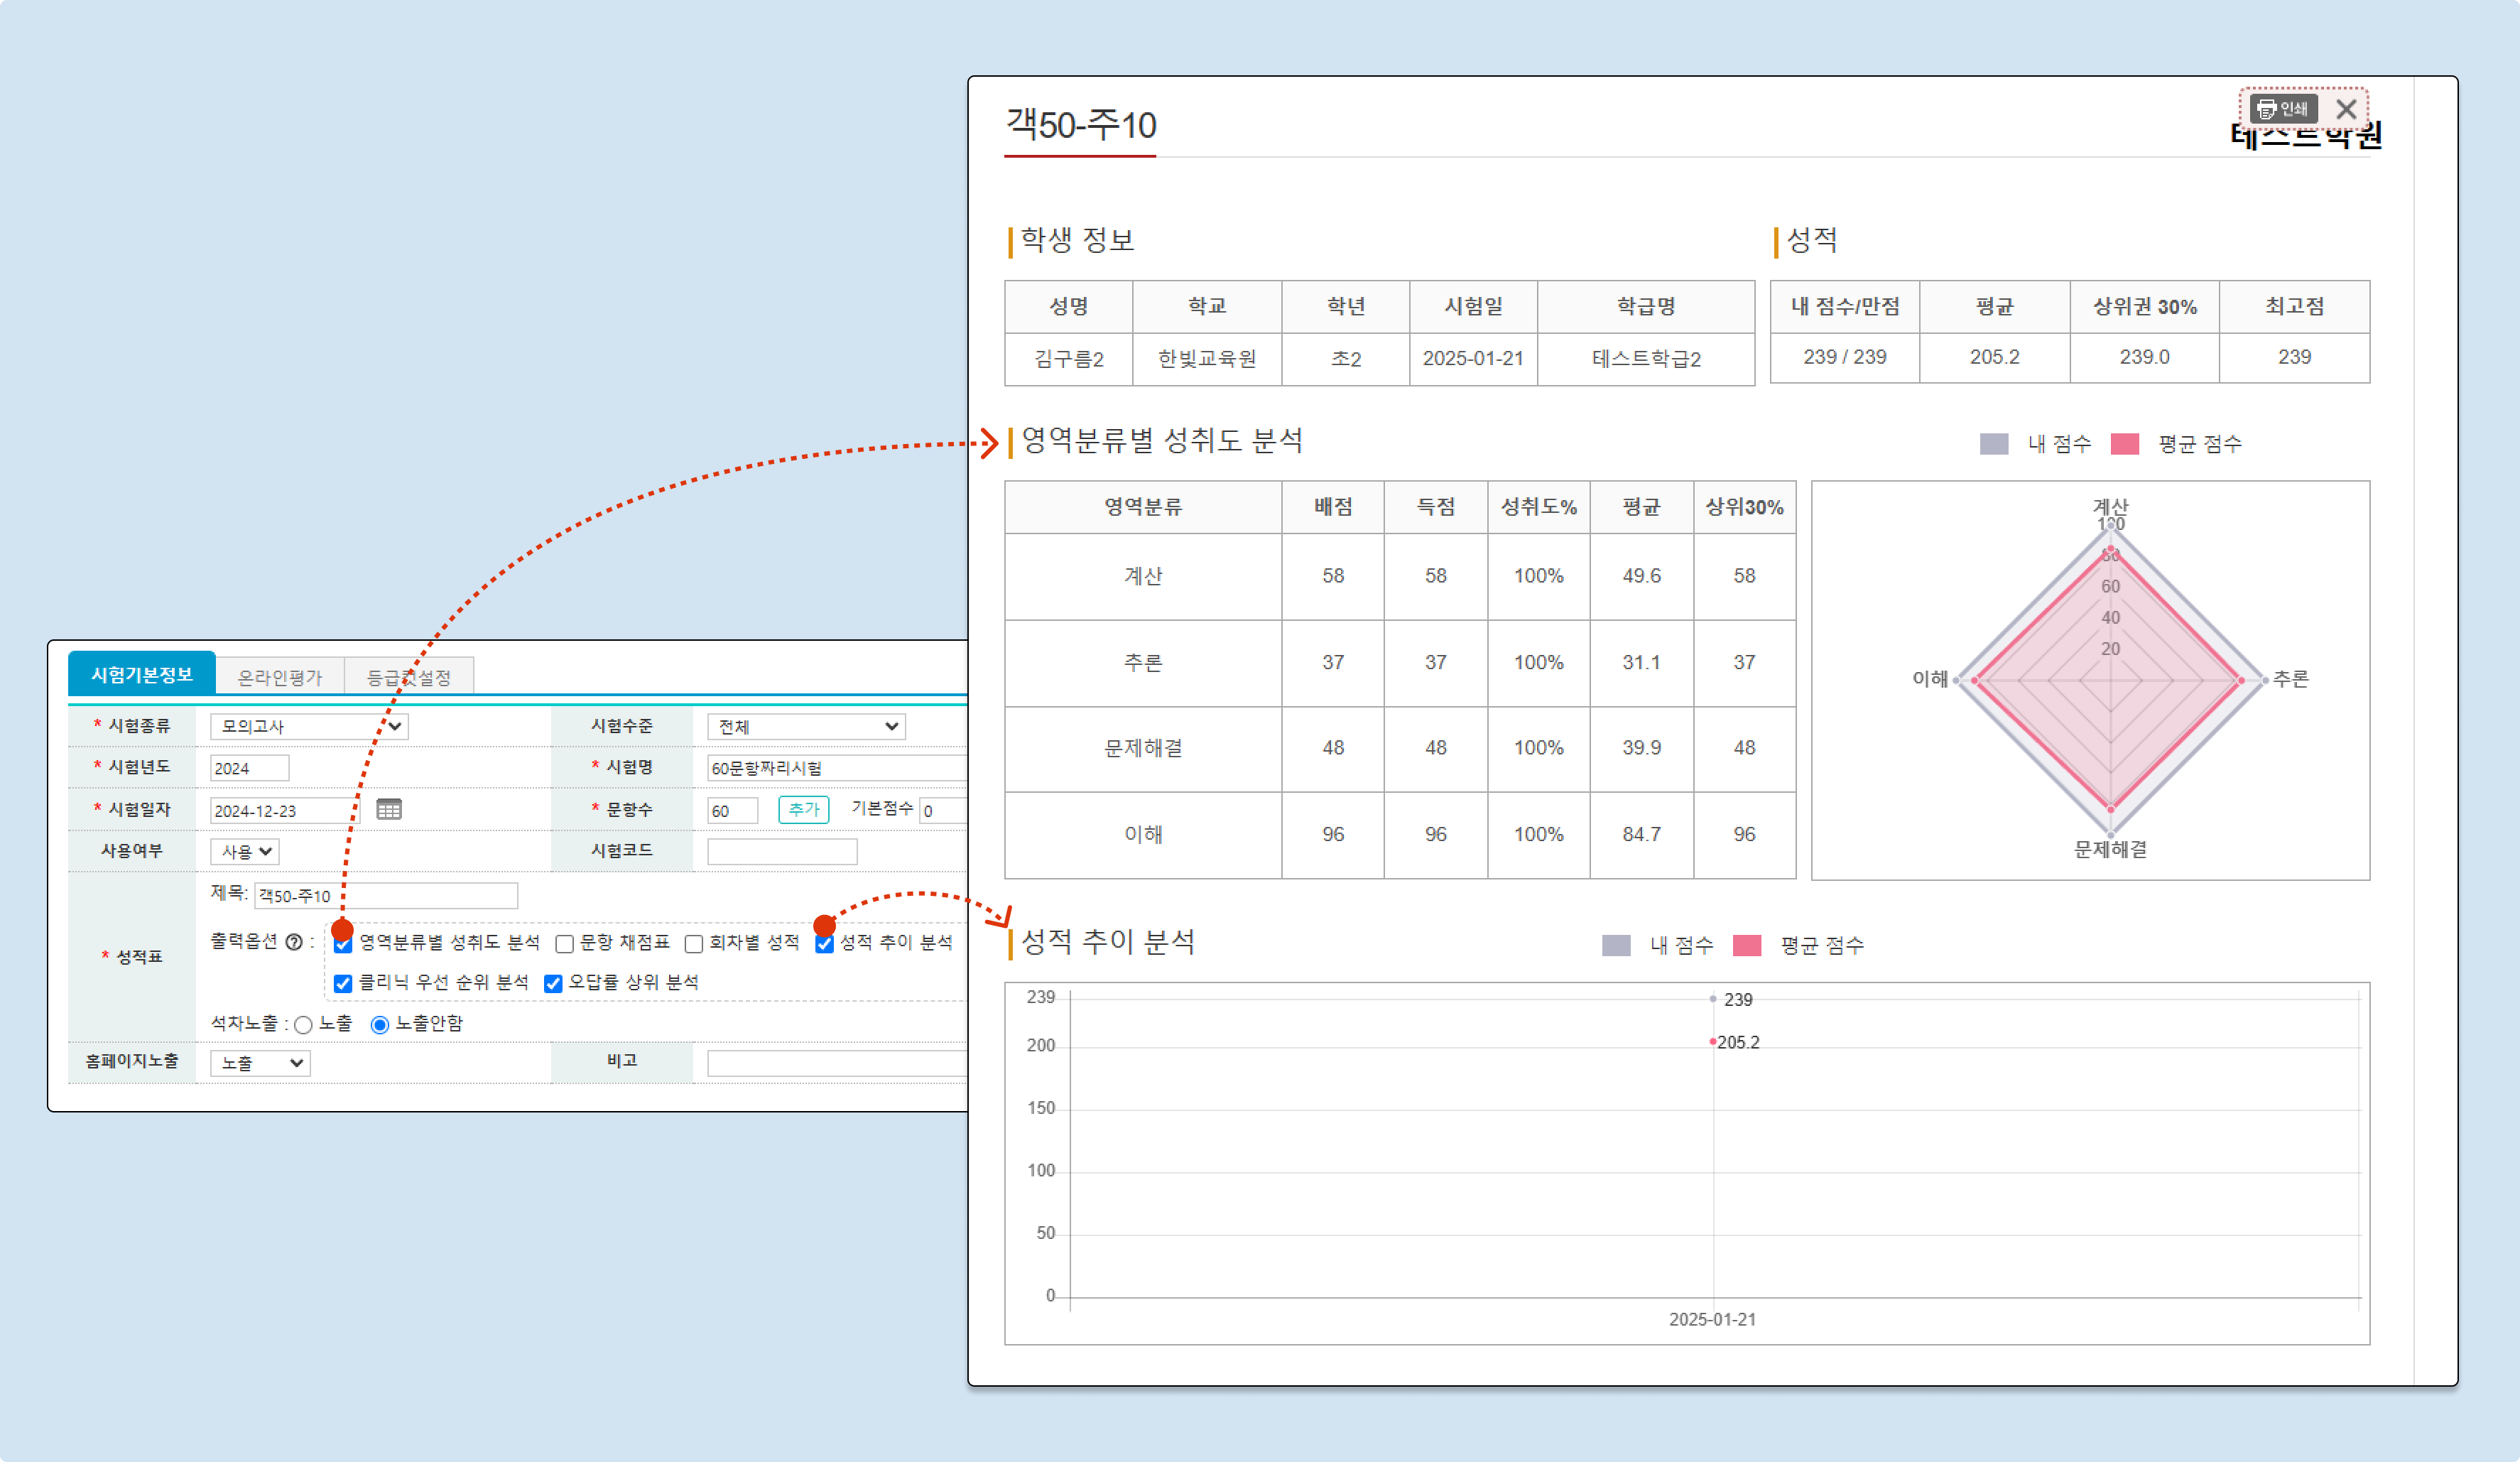 객50-주10
인쇄
테스트학원
학생 정보
성명 학교 학년 시험일 학급명
김구름2 한빛교육원 초2 2025-01-21 테스트학급2
성적
내 점수/만점 평균 상위권 30% 최고점
239 / 239 205.2 239.0 239
영역분류별 성취도 분석
내 점수 평균 점수
영역분류 배점 득점 성취도% 평균 상위30%
계산 58 58 100% 49.6 58
추론 37 37 100% 31.1 37
문제해결 48 48 100% 39.9 48
이해 96 96 100% 84.7 96
계산
100
80
60
40
20
이해
추론
문제해결
성적 추이 분석
내 점수 평균 점수
239
200
150
100
50
0
239
205.2
2025-01-21
시험기본정보 온라인평가 등급컷설정
* 시험종류 모의고사 시험수준 전체
* 시험년도 2024 * 시험명 60문항짜리시험
* 시험일자 2024-12-23 * 문항수 60 추가 기본점수 0
사용여부 사용 시험코드
* 성적표
제목: 객50-주10
출력옵션 ? : 영역분류별 성취도 분석 문항 채점표 회차별 성적 성적 추이 분석
클리닉 우선 순위 분석 오답률 상위 분석
석차노출 : 노출 노출안함
홈페이지노출 노출 비고